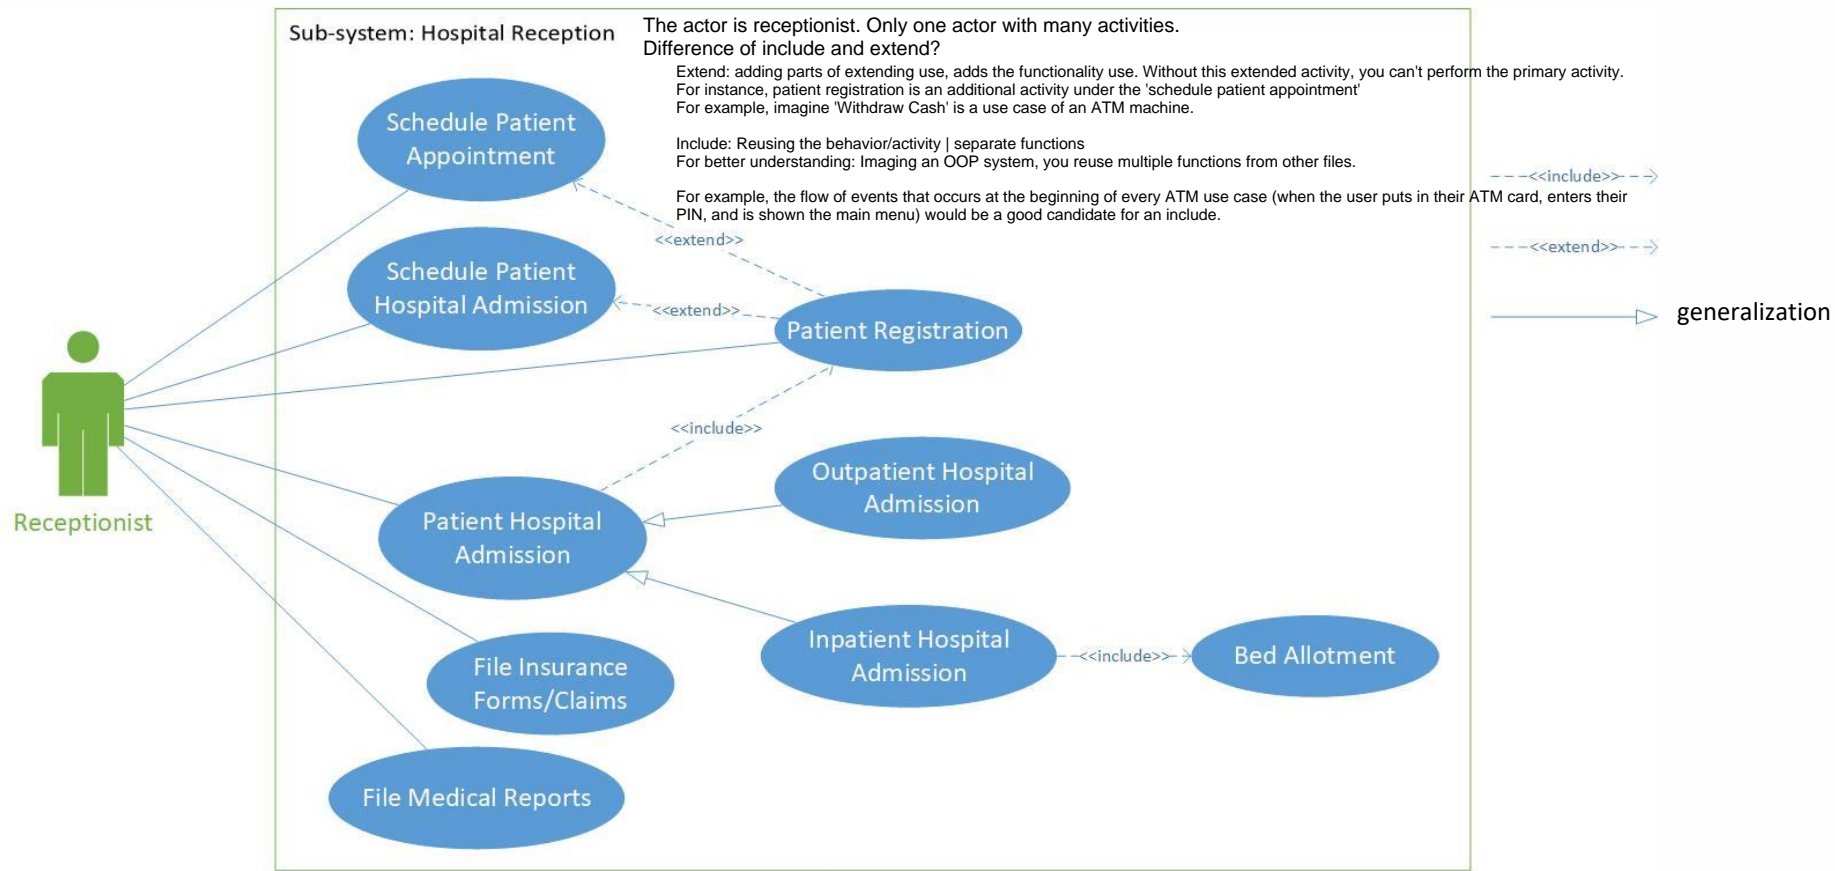 Sub-system: Hospital Reception
The actor is receptionist. Only one actor with many activities.
Difference of include and extend?
Extend: adding parts of extending use, adds the functionality use. Without this extended activity, you can't perform the primary activity.
For instance, patient registration is an additional activity under the 'schedule patient appointment'
For example, imagine 'Withdraw Cash' is a use case of an ATM machine.
Include: Reusing the behavior/activity | separate functions
For better understanding: Imaging an OOP system, you reuse multiple functions from other files.
For example, the flow of events that occurs at the beginning of every ATM use case (when the user puts in their ATM card, enters their
PIN, and is shown the main menu) would be a good candidate for an include.
Schedule Patient
Appointment
<<include>>
<<extend>>
<<extend>>
Schedule Patient
Hospital Admission
<<extend>>
Patient Registration
generalization
<<include>>
Outpatient Hospital
Admission
Receptionist
Patient Hospital
Admission
Inpatient Hospital
Admission
<<include>>
Bed Allotment
File Insurance
Forms/Claims
File Medical Reports